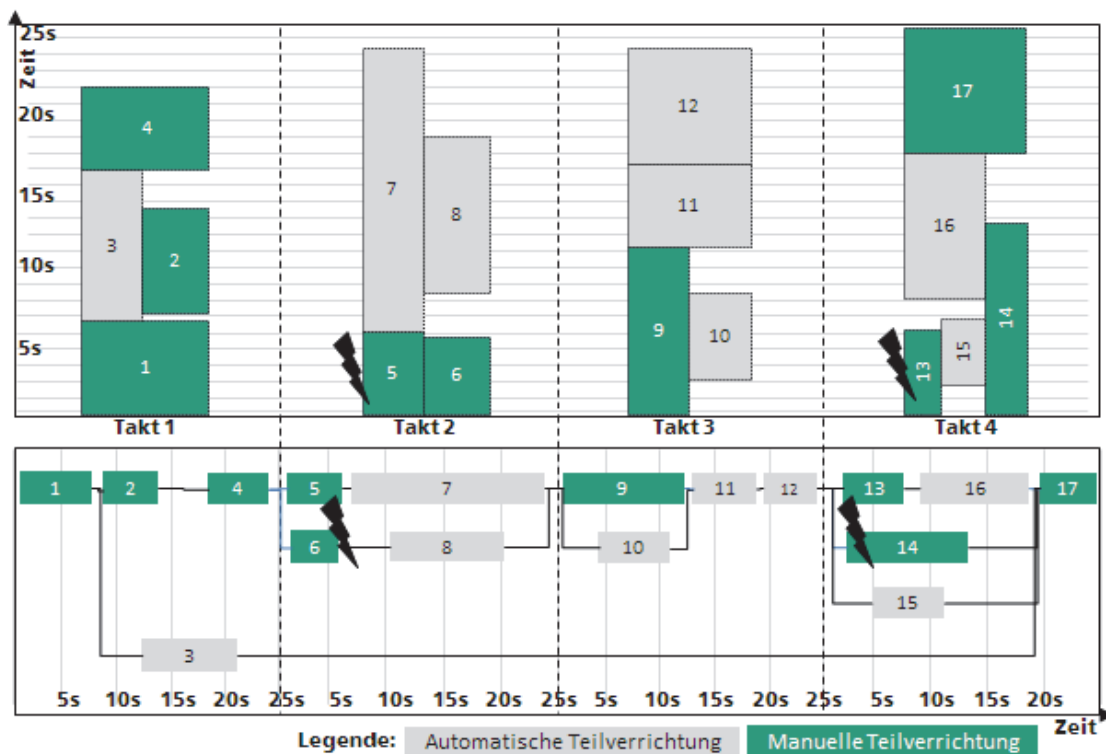 25s
Zeit
20s
15s
10s
5s
4
3
2
1
7
8
5
6
12
11
9
10
17
16
14
15
13
Takt 1
Takt 2
Takt 3
Takt 4
1 2 4 5 7 9 11 12 13 16 17
6 8 10 14
15
3
5s 10s 15s 20s 25s 5s 10s 15s 20s 25s 5s 10s 15s 20s 25s 5s 10s 15s 20s
Zeit
Legende: Automatische Teilverrichtung Manuelle Teilverrichtung